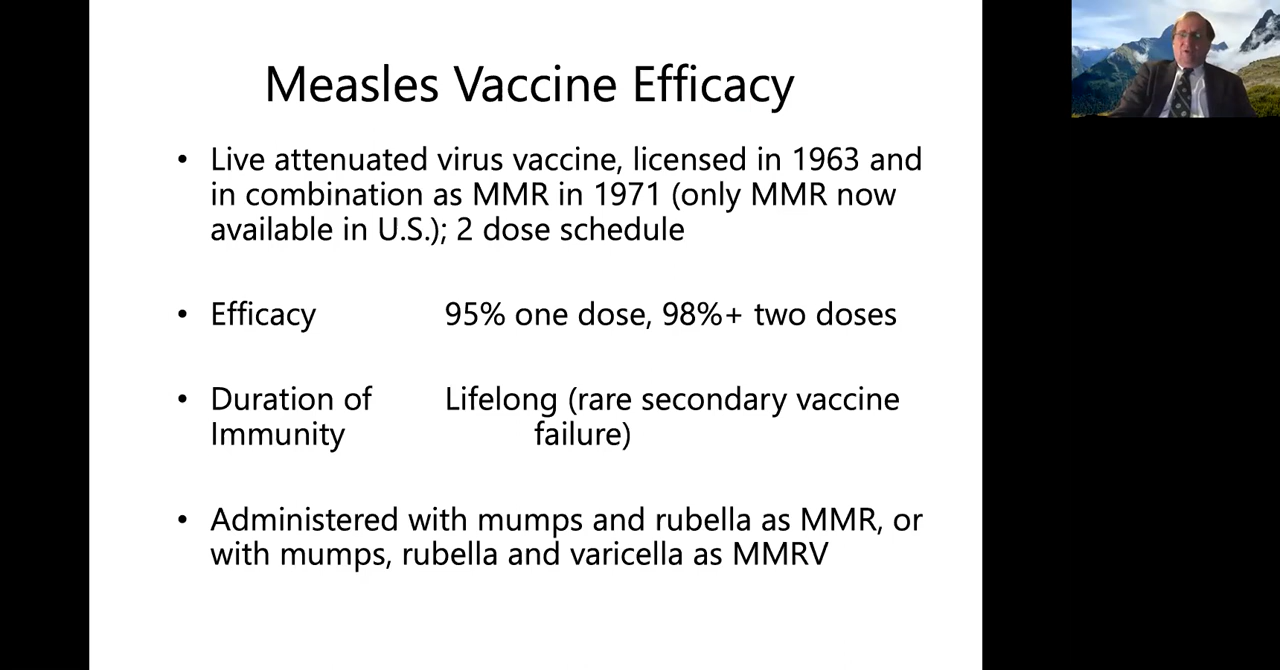 Measles Vaccine Efficacy
• Live attenuated virus vaccine, licensed in 1963 and
in combination as MMR in 1971 (only MMR now
available in U.S.); 2 dose schedule
• Efficacy 95% one dose, 98%+ two doses
• Duration of Lifelong (rare secondary vaccine
Immunity failure)
• Administered with mumps and rubella as MMR, or
with mumps, rubella and varicella as MMRV